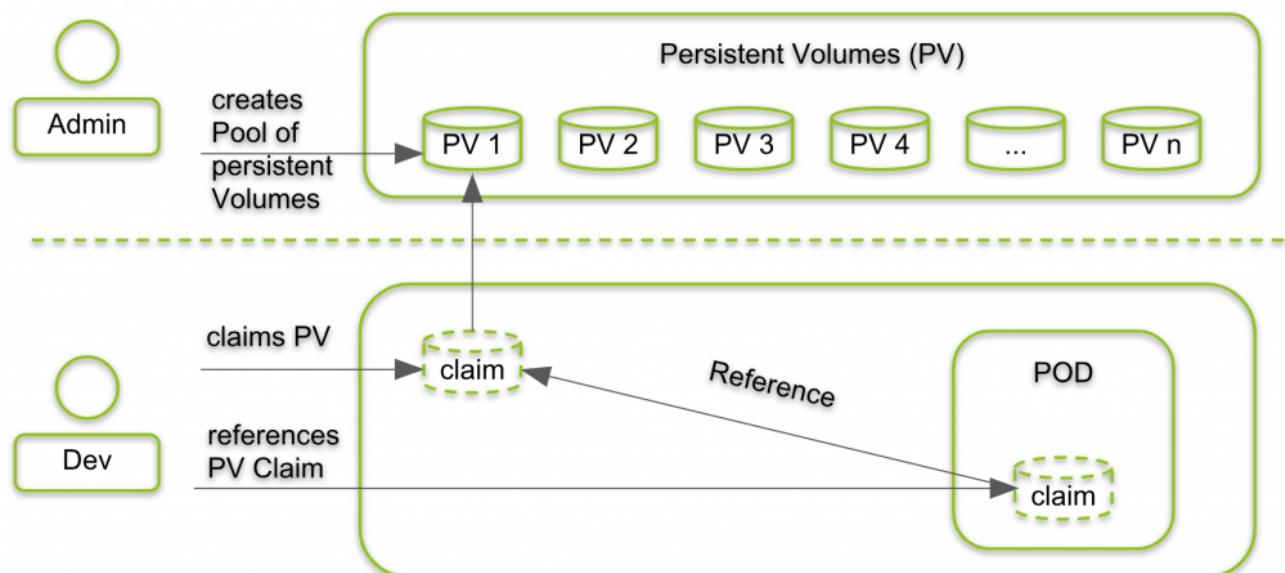 Persistent Volumes (PV)
Admin
creates
Pool of
persistent
Volumes
PV 1
PV 2
PV 3
PV 4
...
PV n
claims PV
claim
Reference
POD
Dev
references
PV Claim
claim